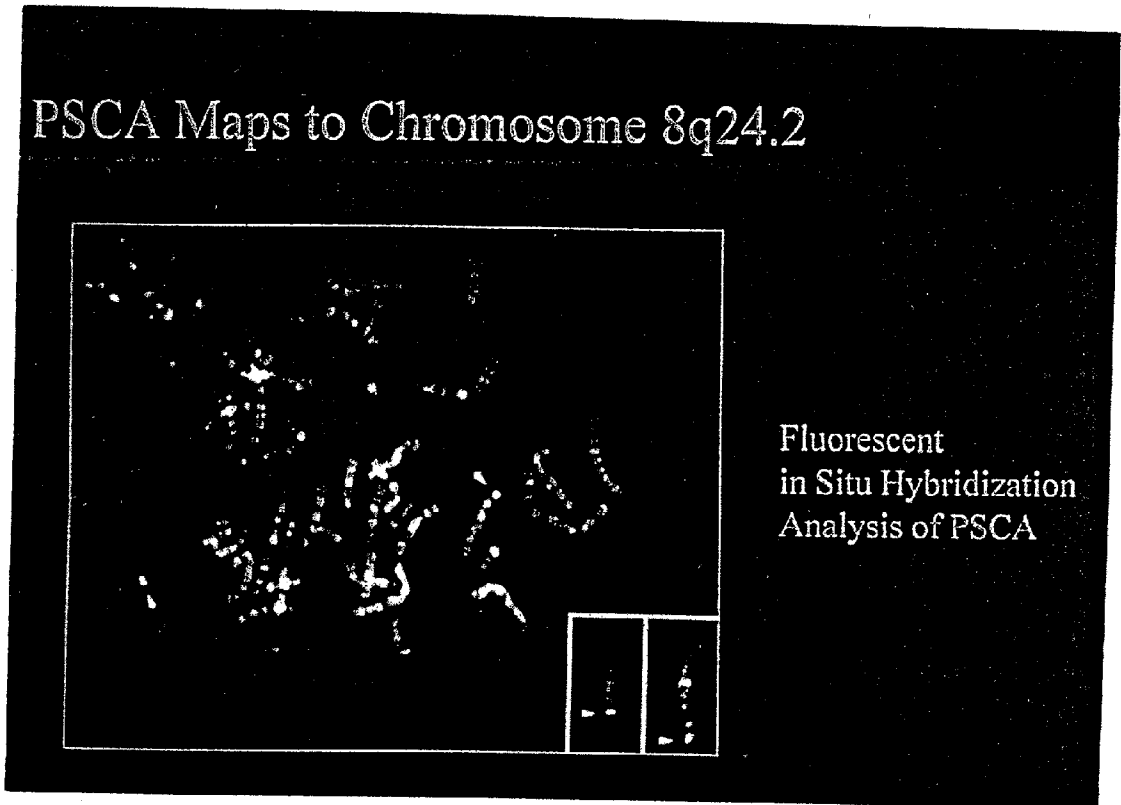 PSCA Maps to Chromosome 8q24.2
Fluorescent
in Situ Hybridization
Analysis of PSCA